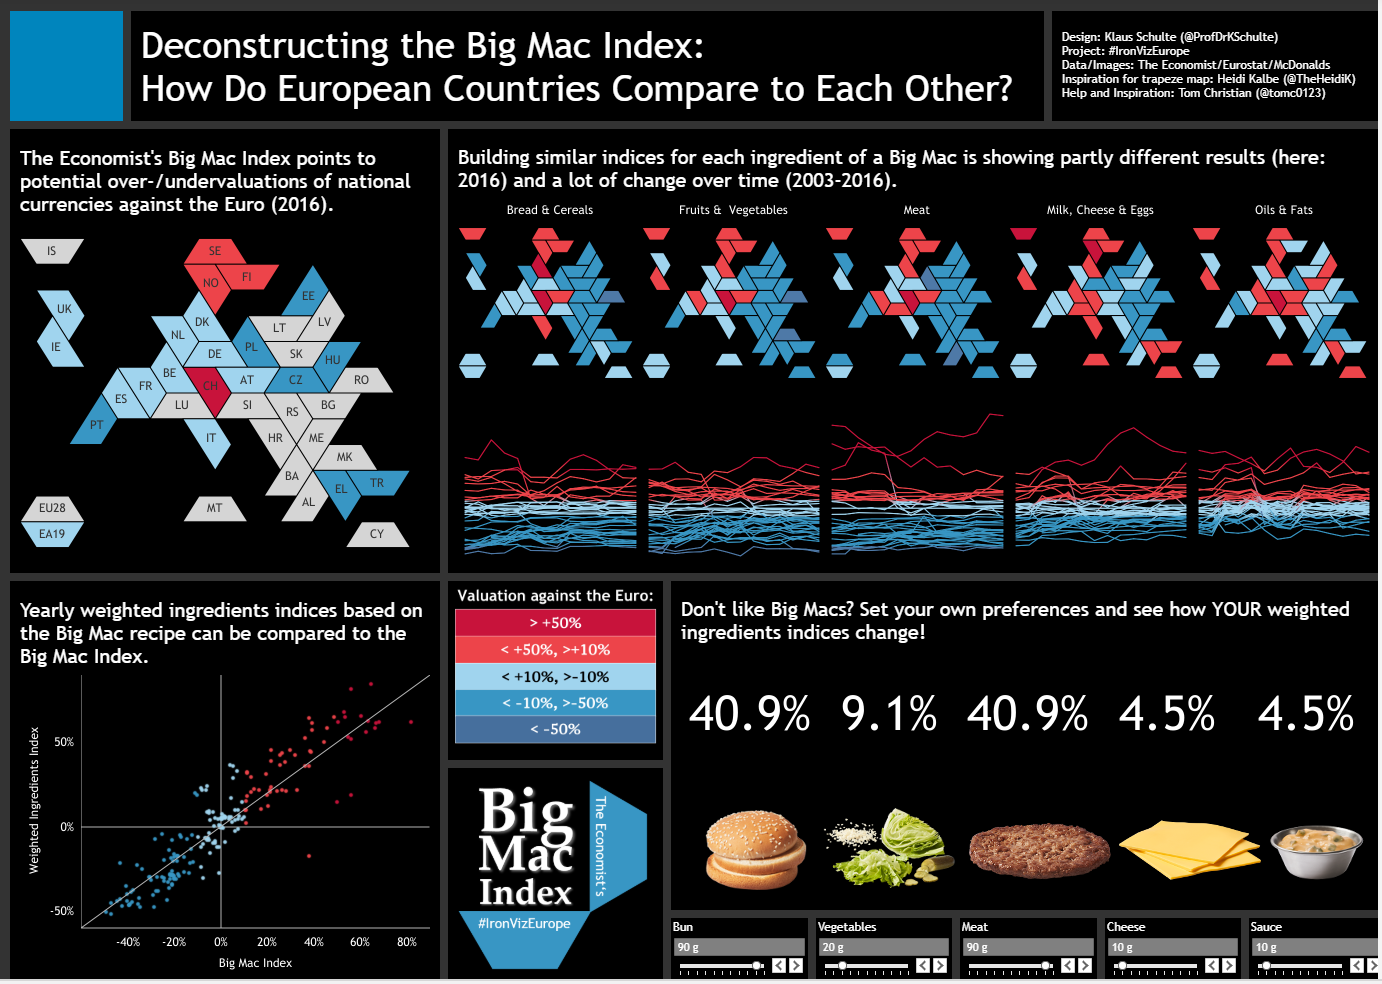 Deconstructing the Big Mac Index:
How Do European Countries Compare to Each Other?
Design: Klaus Schulte (@ProfDrKSchulte)
Project: #IronVizEurope
Data/Images: The Economist/Eurostat/McDonalds
Inspiration for trapeze map: Heidi Kalbe (@TheHeidiK)
Help and Inspiration: Tom Christian (@tomc0123)
The Economist's Big Mac Index points to
potential over-/undervaluations of national
currencies against the Euro (2016).
IS
SE
NO
FI
UK
EE
DK
NL
LT
LV
IE
DE
PL
SK
HU
BE
FR
CH
AT
CZ
RO
ES
LU
SI
RS
BG
PT
IT
HR
ME
MK
BA
EL
TR
AL
EU28
MT
EA19
CY
Building similar indices for each ingredient of a Big Mac is showing partly different results (here:
2016) and a lot of change over time (2003-2016).
Bread & Cereals
Fruits & Vegetables
Meat
Milk, Cheese & Eggs
Oils & Fats
Yearly weighted ingredients indices based on
the Big Mac recipe can be compared to the
Big Mac Index.
Weighted Ingredients Index
50%
0%
-50%
-40%
-20%
0%
20%
40%
60%
80%
Big Mac Index
Valuation against the Euro:
> +50%
< +50%, >+10%
< +10%, >-10%
< -10%, >-50%
< -50%
Big
Mac
Index
The Economist's
#IronVizEurope
Don't like Big Macs? Set your own preferences and see how YOUR weighted
ingredients indices change!
40.9% 9.1% 40.9% 4.5% 4.5%
Bun
90 g
Vegetables
20 g
Meat
90 g
Cheese
10 g
Sauce
10 g